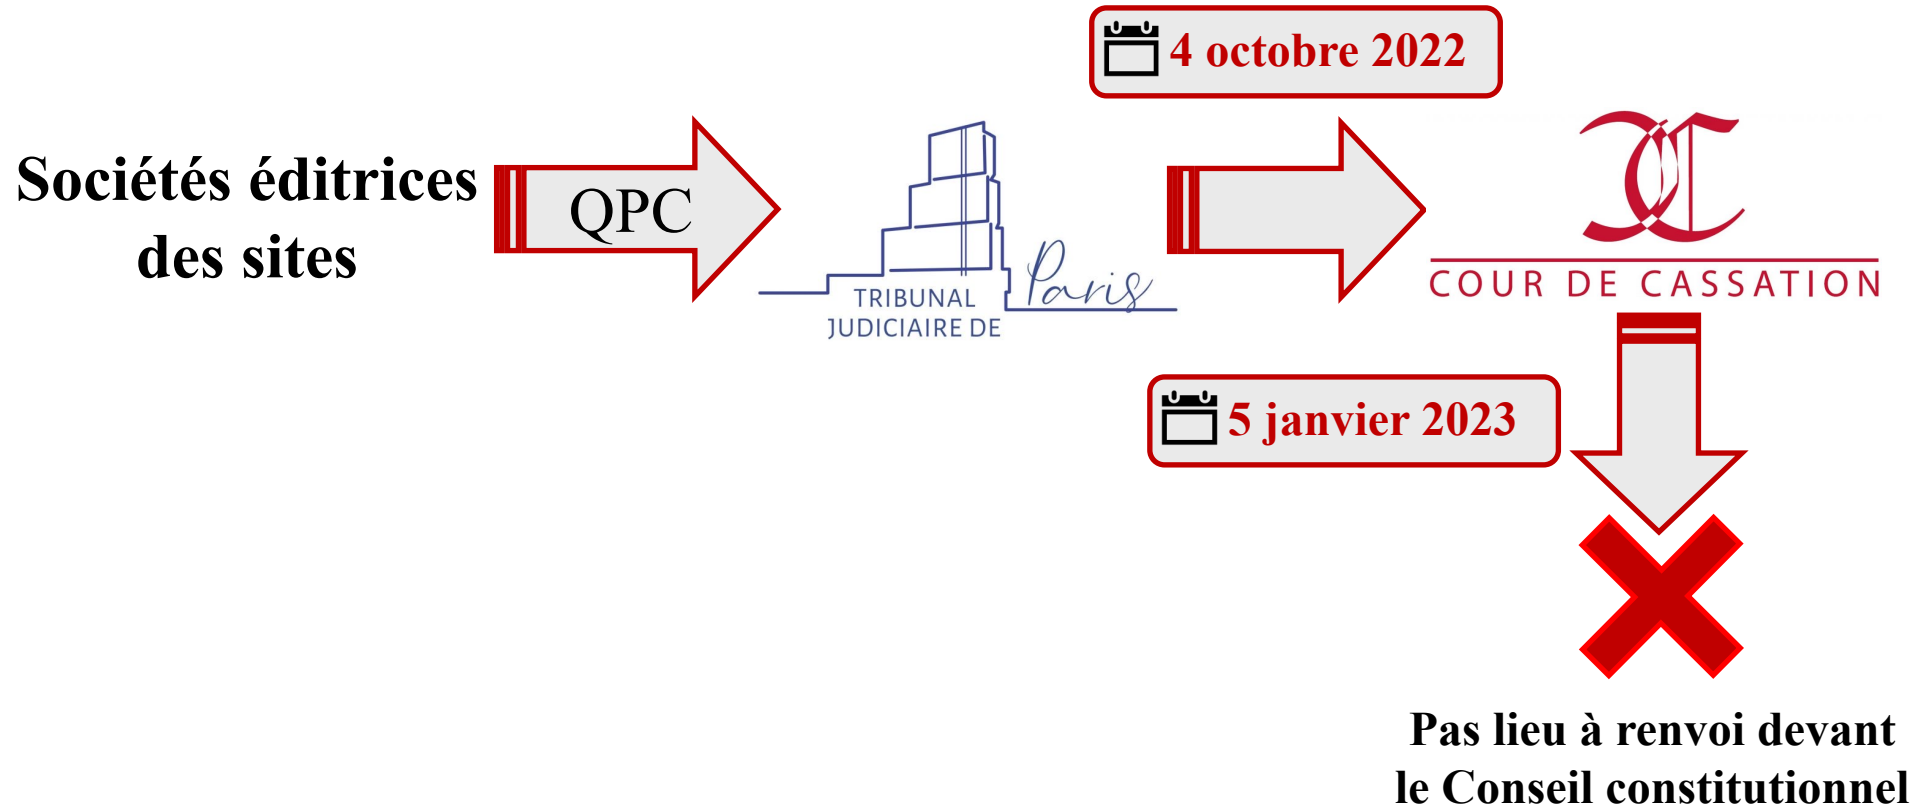 4 octobre 2022
Sociétés éditrices
des sites
QPC
TRIBUNAL
JUDICIAIRE DE
Paris
COUR DE CASSATION
5 janvier 2023
Pas lieu à renvoi devant
le Conseil constitutionnel